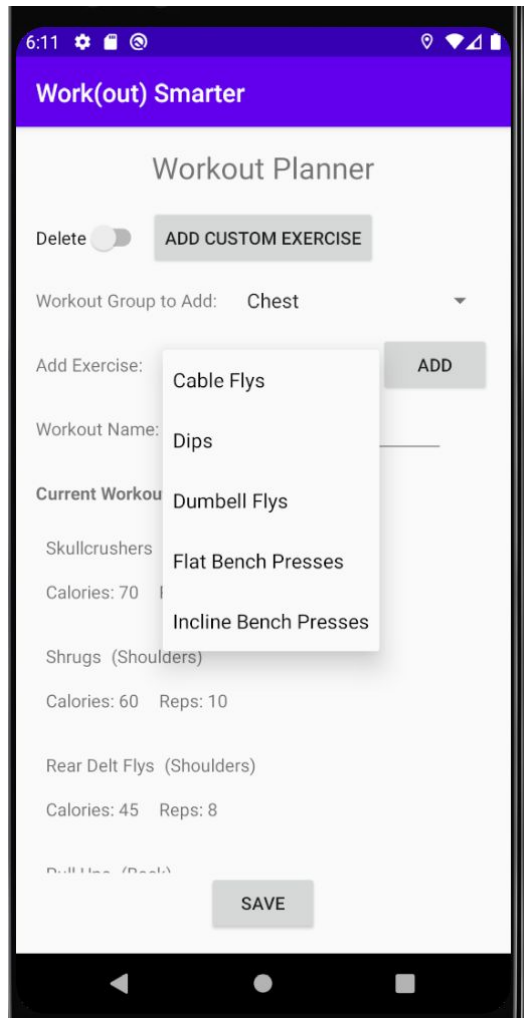 6:11
Work(out) Smarter
Workout Planner
Delete ADD CUSTOM EXERCISE
Workout Group to Add: Chest
Add Exercise: ADD
Cable Flys
Workout Name:
Dips
Current Workou
Dumbell Flys
Skullcrushers
Flat Bench Presses
Calories: 70
Incline Bench Presses
Shrugs (Shoulders)
Calories: 60 Reps: 10
Rear Delt Flys (Shoulders)
Calories: 45 Reps: 8
SAVE